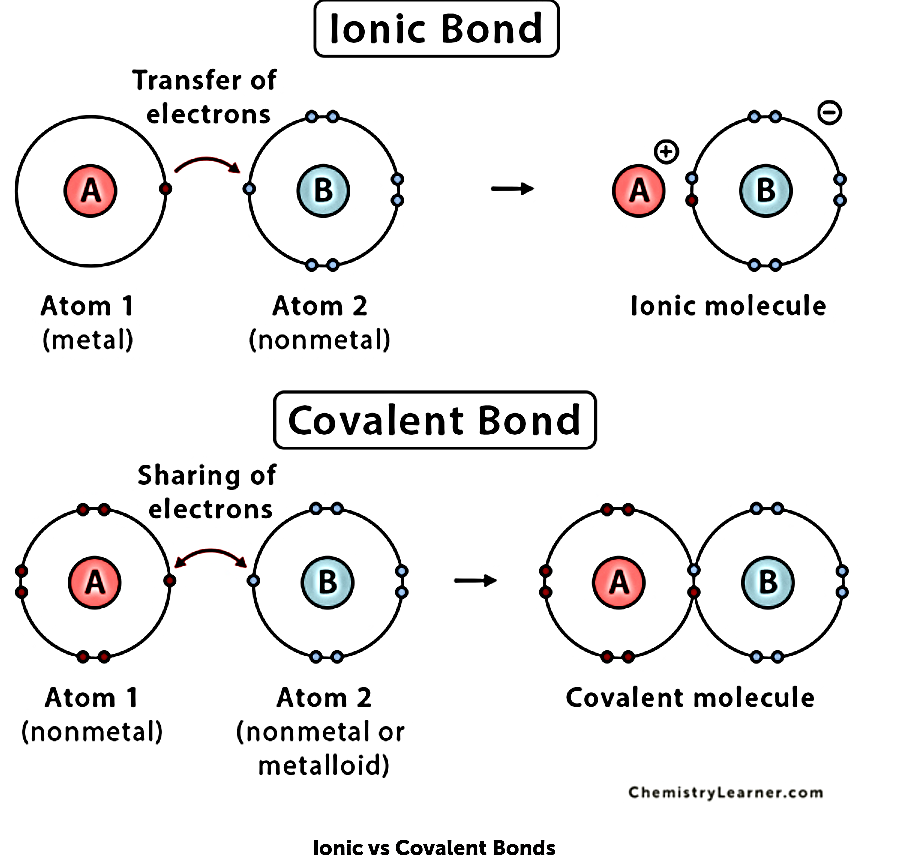 Ionic Bond
Transfer of
electrons
A
B
+
A
−
B
Atom 1
(metal)
Atom 2
(nonmetal)
Ionic molecule
Covalent Bond
Sharing of
electrons
A
B
A
B
Atom 1
(nonmetal)
Atom 2
(nonmetal or
metalloid)
Covalent molecule
ChemistryLearner.com
Ionic vs Covalent Bonds